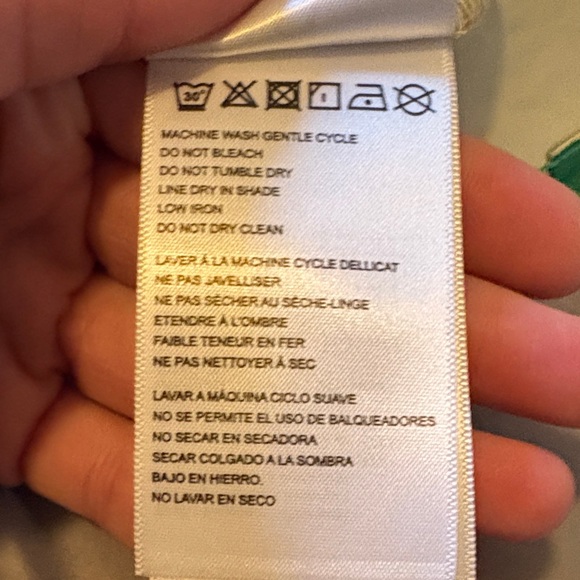 30°
MACHINE WASH GENTLE CYCLE
DO NOT BLEACH
DO NOT TUMBLE DRY
LINE DRY IN SHADE
LOW IRON
DO NOT DRY CLEAN
LAVER Á LA MACHINE CYCLE DELLICAT
NE PAS JAVELLISER
NE PAS SÉCHER AU SÈCHE-LINGE
ETENDRE À L'OMBRE
FAIBLE TENEUR EN FER
NE PAS NETTOYER Å SEC
LAVAR A MÁQUINA CICLO SUAVE
NO SE PERMITE EL USO DE BALQUEADORES
NO SECAR EN SECADORA
SECAR COLGADO A LA SOMBRA
BAJO EN HIERRO.
NO LAVAR EN SECO